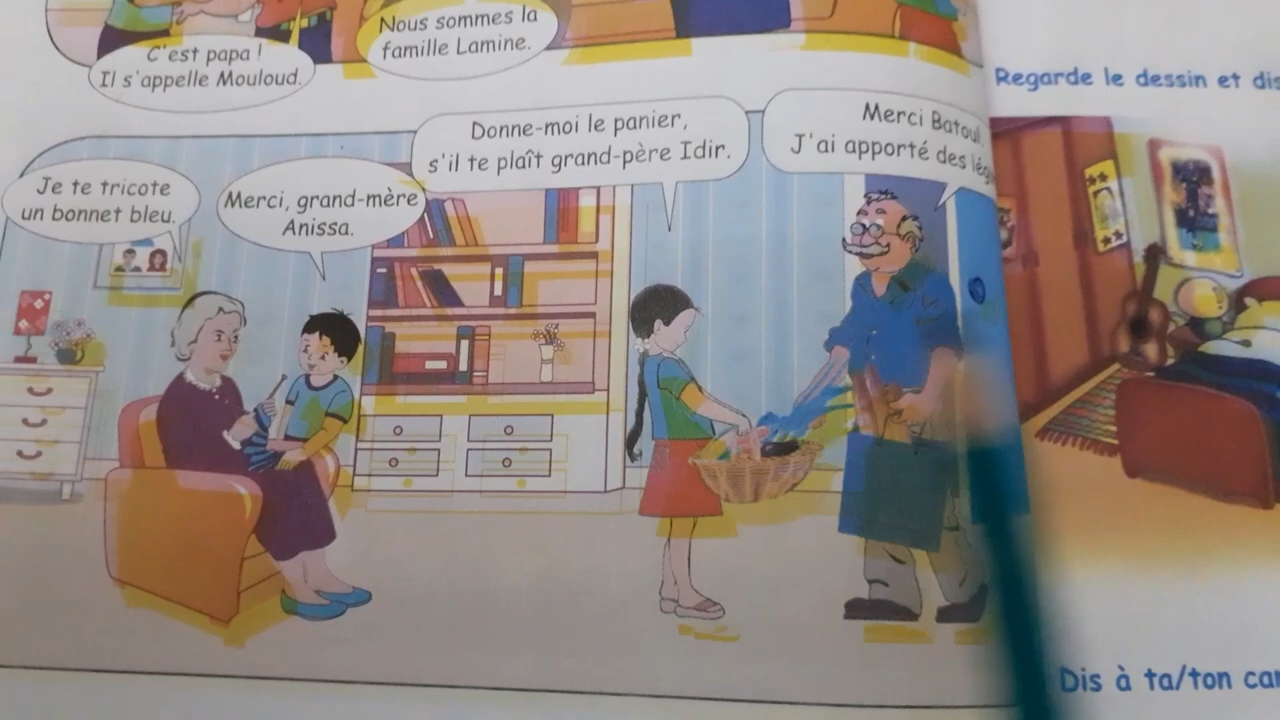 C'est papa !
Il s'appelle Mouloud.
Nous sommes la
famille Lamine.
Je te tricote
un bonnet bleu.
Merci, grand-mère
Anissa.
Donne-moi le panier,
s'il te plaît grand-père Idir.
Merci Batoul,
J'ai apporté des
Regarde le dessin et
Dis à ta/ton